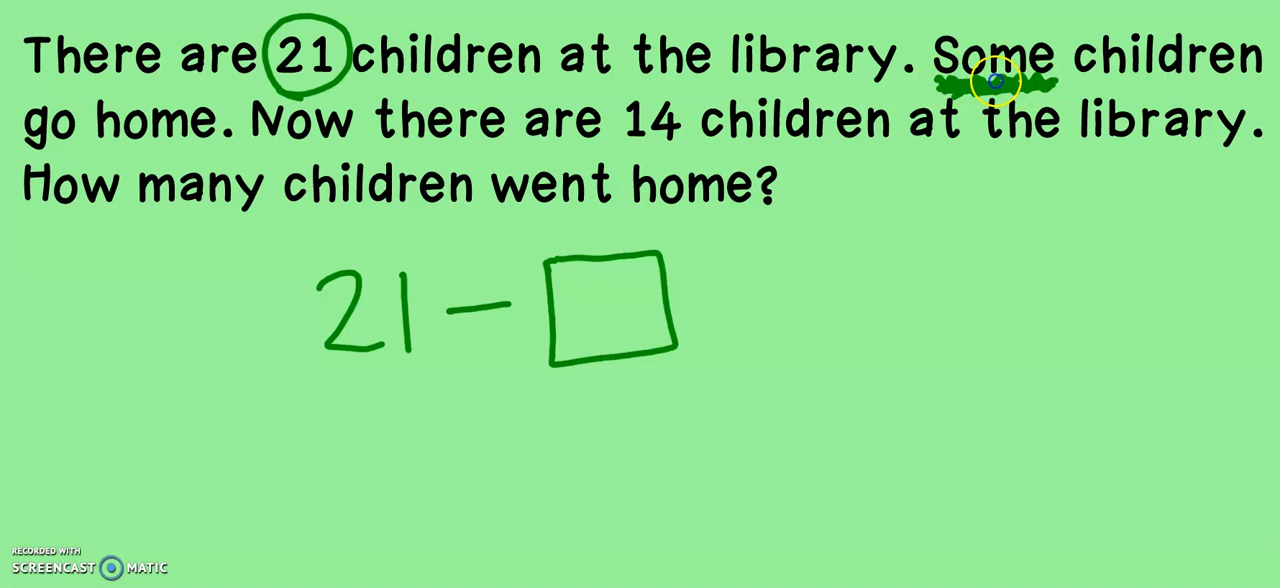 There are 21 children at the library. Some children
go home. Now there are 14 children at the library.
How many children went home?
21 -
RECORDED WITH
SCREENCAST MATIC